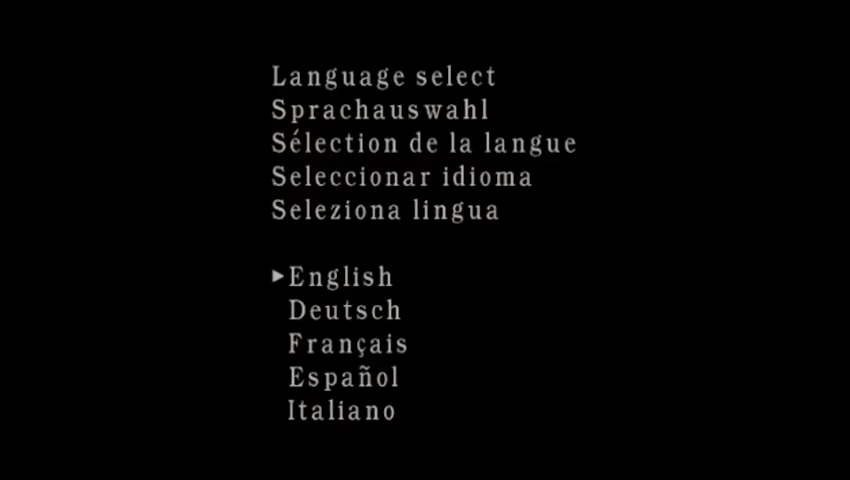 Language select
Sprachauswahl
Sélection de la langue
Seleccionar idioma
Seleziona lingua
English
Deutsch
Français
Español
Italiano